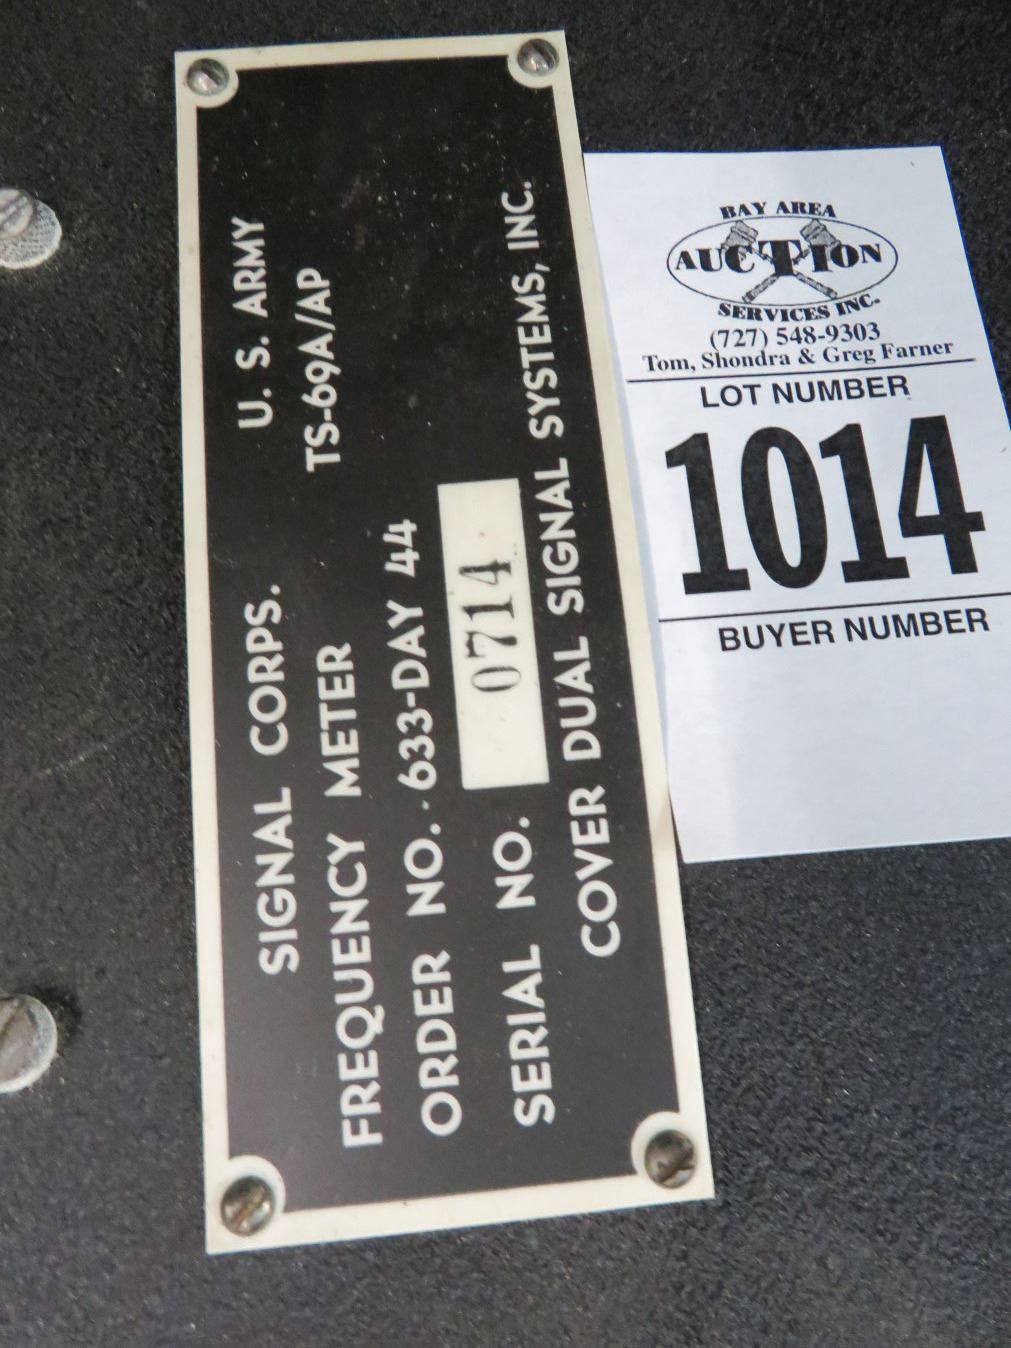 SIGNAL CORPS. U. S. ARMY
FREQUENCY METER TS-69A/AP
ORDER NO. 633-DAY 44
SERIAL NO. 0714
COVER DUAL SIGNAL SYSTEMS, INC.
BAY AREA
AUCTION
SERVICES INC.
(727) 548-9303
Tom, Shondra & Greg Farner
LOT NUMBER
1014
BUYER NUMBER